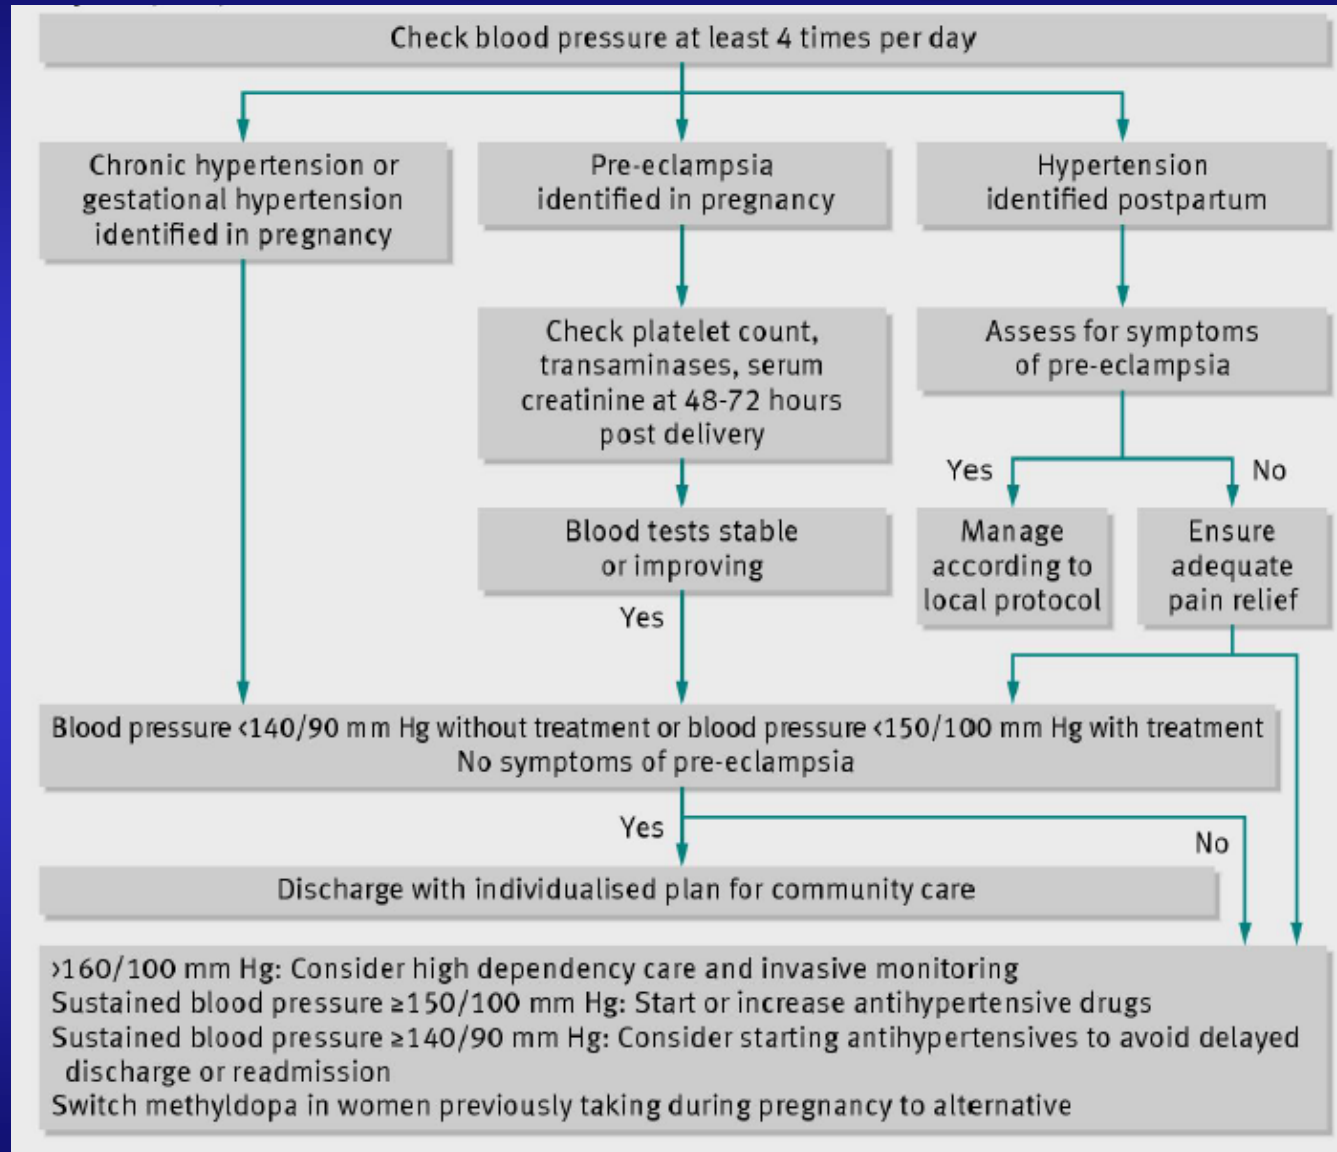 Check blood pressure at least 4 times per day
Chronic hypertension or
gestational hypertension
identified in pregnancy
Pre-eclampsia
identified in pregnancy
Hypertension
identified postpartum
Check platelet count,
transaminases, serum
creatinine at 48-72 hours
post delivery
Assess for symptoms
of pre-eclampsia
Yes
No
Blood tests stable
or improving
Manage
according to
local protocol
Ensure
adequate
pain relief
Yes
Blood pressure <140/90 mm Hg without treatment or blood pressure <150/100 mm Hg with treatment
No symptoms of pre-eclampsia
Yes
No
Discharge with individualised plan for community care
>160/100 mm Hg: Consider high dependency care and invasive monitoring
Sustained blood pressure ≥150/100 mm Hg: Start or increase antihypertensive drugs
Sustained blood pressure ≥140/90 mm Hg: Consider starting antihypertensives to avoid delayed
discharge or readmission
Switch methyldopa in women previously taking during pregnancy to alternative